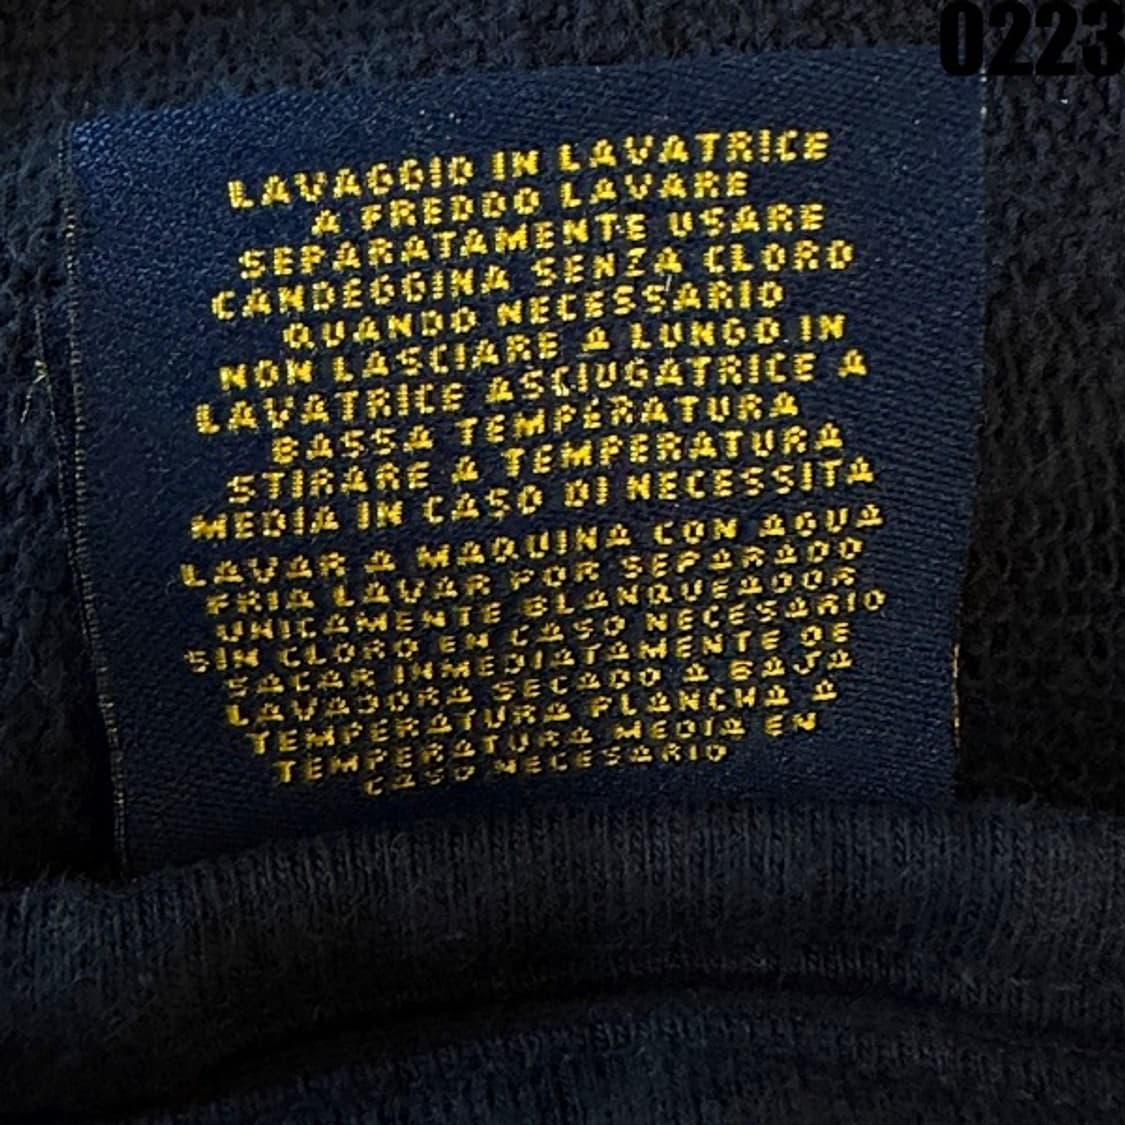 0223
LAVAGGIO IN LAVATRICE
A FREDDO LAVARE
SEPARATAMENTE USARE
CANDEGGINA SENZA CLORO
QUANDO NECESSARIO
NON LASCIARE A LUNGO IN
LAVATRICE ASCIUGATRICE A
BASSA TEMPERATURA
STIRARE A TEMPERATURA
MEDIA IN CASO DI NECESSITA
LAVAR A MAQUINA CON AGUA
FRIA LAVAR POR SEPARADO
UNICAMENTE BLANQUEADOR
SIN CLORO EN CASO NECESARIO
SACAR INMEDIATAMENTE DE
LAVADORA SECADO A BAJA
TEMPERATURA PLANCHA A
TEMPERATURA MEDIA EN
CASO NECESARIO